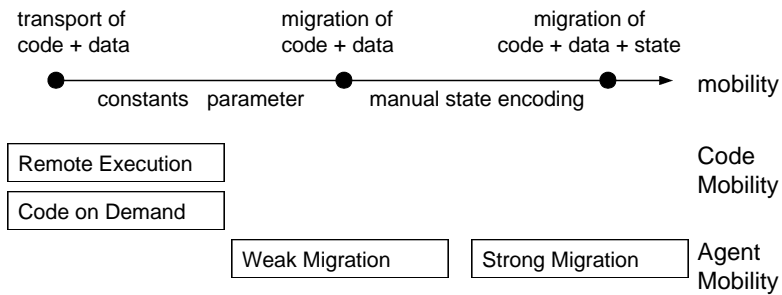 transport of
code + data
migration of
code + data
migration of
code + data + state
constants parameter
manual state encoding
mobility
Remote Execution
Code on Demand
Code
Mobility
Weak Migration
Strong Migration
Agent
Mobility